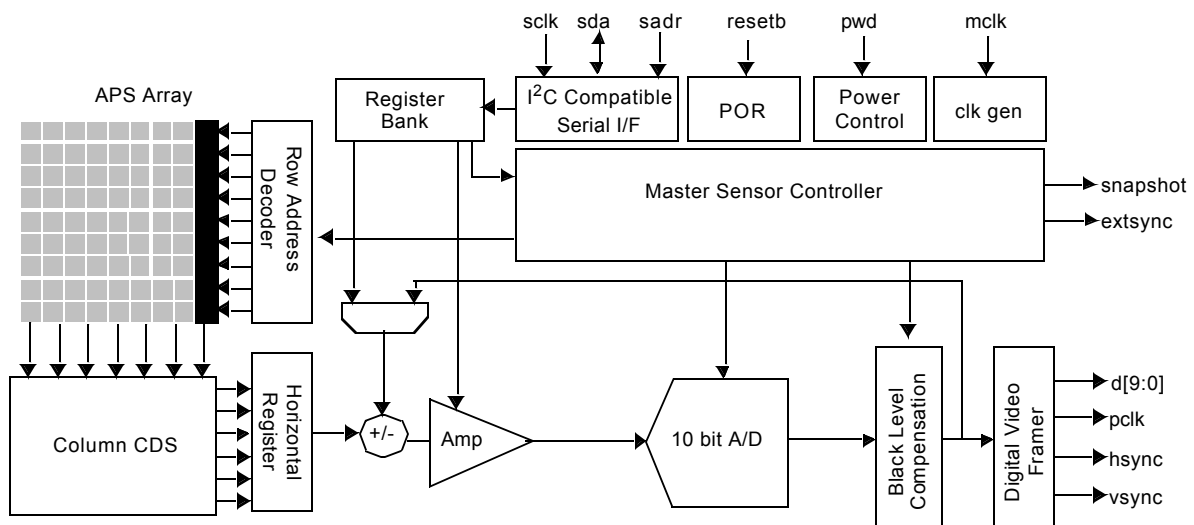 sclk sda sadr resetb pwd mclk
APS Array
Register
Bank
I²C Compatible
Serial I/F
POR
Power
Control
clk gen
Row Address
Decoder
Master Sensor Controller
snapshot
extsync
Column CDS
Horizontal
Register
+/-
Amp
10 bit A/D
Black Level
Compensation
Digital Video
Framer
d[9:0]
pclk
hsync
vsync